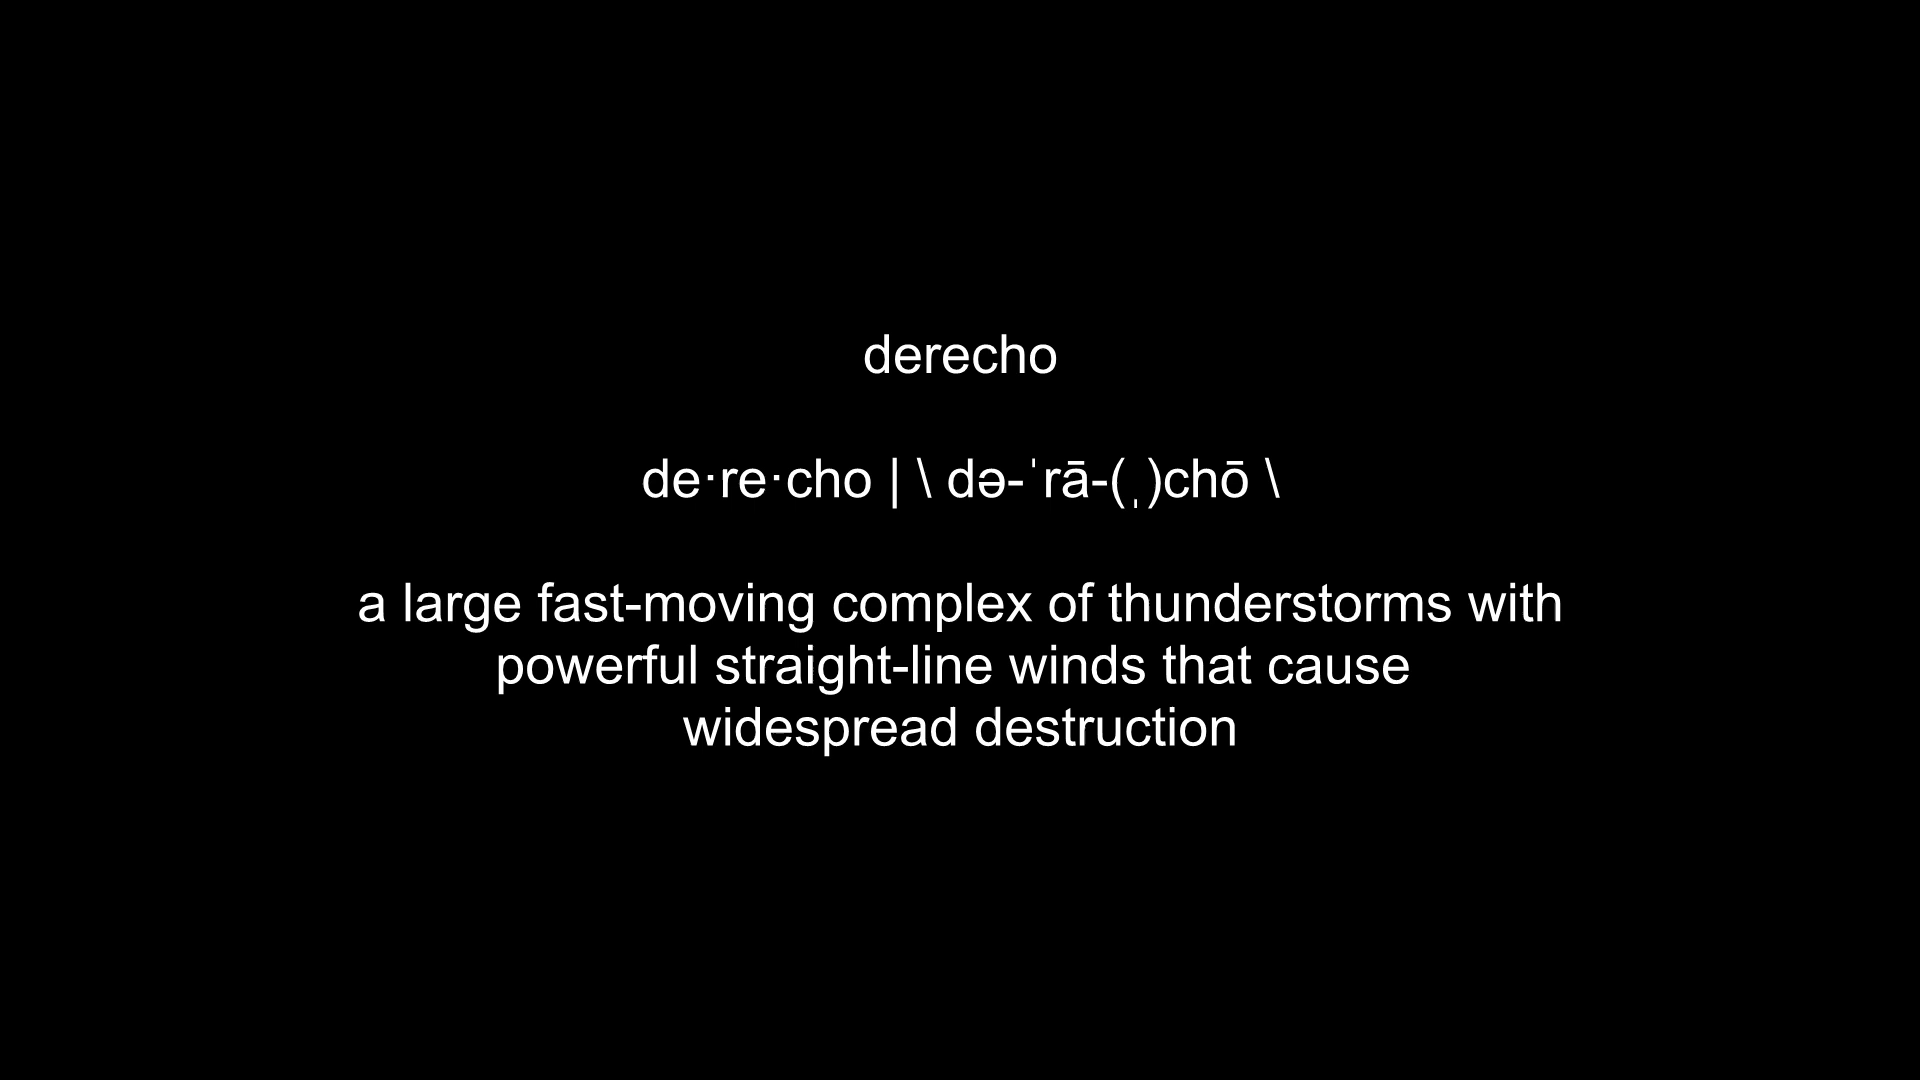 derecho
de·re·cho | \ də-ˈrā-(ˌ)chō \
a large fast-moving complex of thunderstorms with
powerful straight-line winds that cause
widespread destruction